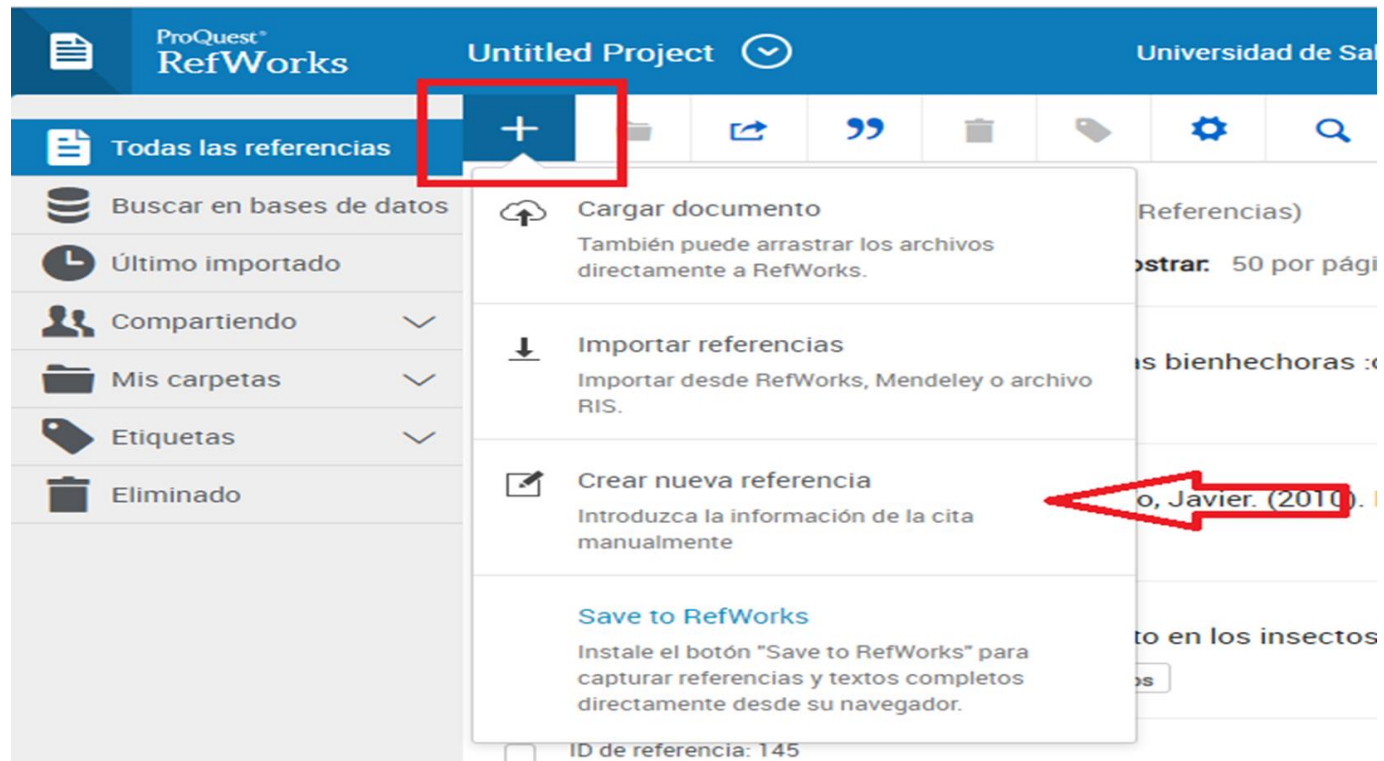 ProQuest®
RefWorks
Untitled Project
Universidad de Sal
Todas las referencias
Buscar en bases de datos
Último importado
Compartiendo
Mis carpetas
Etiquetas
Eliminado
+
Cargar documento
También puede arrastrar los archivos
directamente a RefWorks.
Importar referencias
Importar desde RefWorks, Mendeley o archivo
RIS.
Crear nueva referencia
Introduzca la información de la cita
manualmente
Save to RefWorks
Instale el botón "Save to RefWorks" para
capturar referencias y textos completos
directamente desde su navegador.
Referencias)
ostrar: 50 por pági
as bienhechoras :
o, Javier. (2010).
to en los insectos
os
ID de referencia: 145